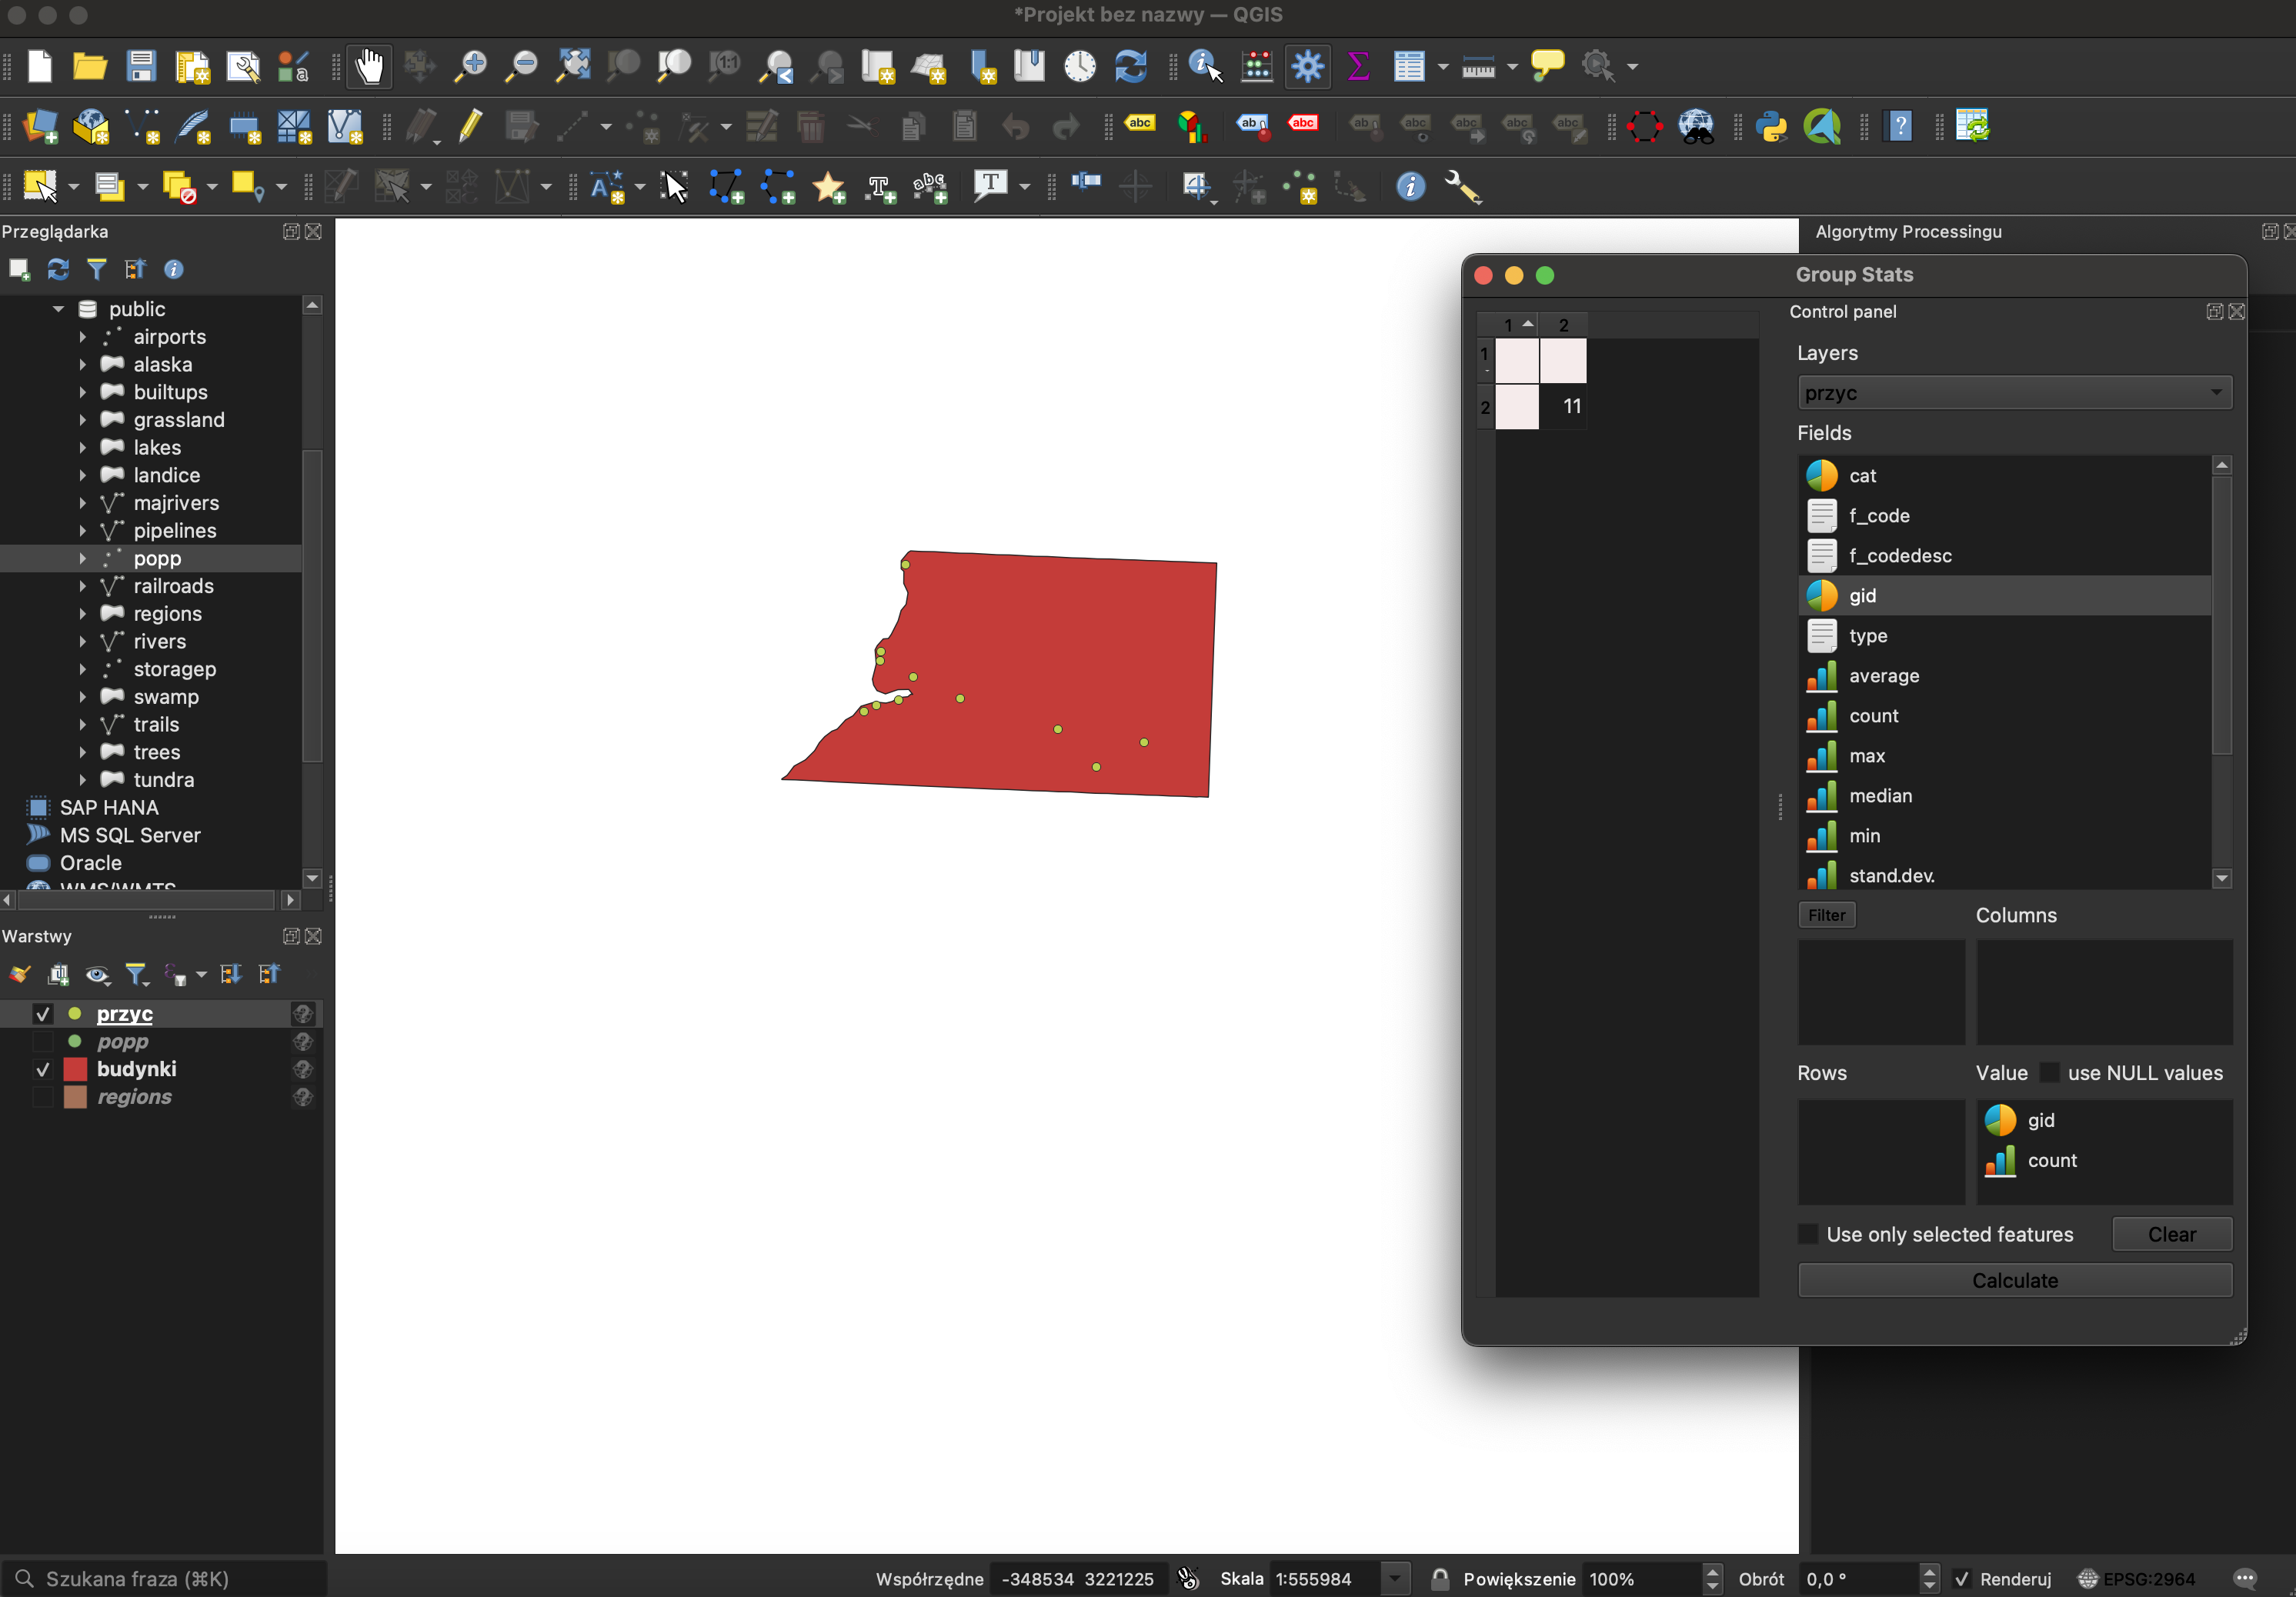 *Projekt bez nazwy — QGIS
Przeglądarka
public
airports
alaska
builtups
grassland
lakes
landice
majrivers
pipelines
popp
railroads
regions
rivers
storagep
swamp
trails
trees
tundra
SAP HANA
MS SQL Server
Oracle
WMS/WMTS
Warstwy
przyc
popp
budynki
regions
Algorytmy Processingu
Group Stats
1 2
1
2 11
Control panel
Layers
przyc
Fields
cat
f_code
f_codedesc
gid
type
average
count
max
median
min
stand.dev.
Filter Columns
Rows Value use NULL values
gid
count
Use only selected features Clear
Calculate
Szukana fraza (⌘K) Współrzędne -348534 3221225 Skala 1:555984 Powiększenie 100% Obrót 0,0 ° Renderuj EPSG:2964